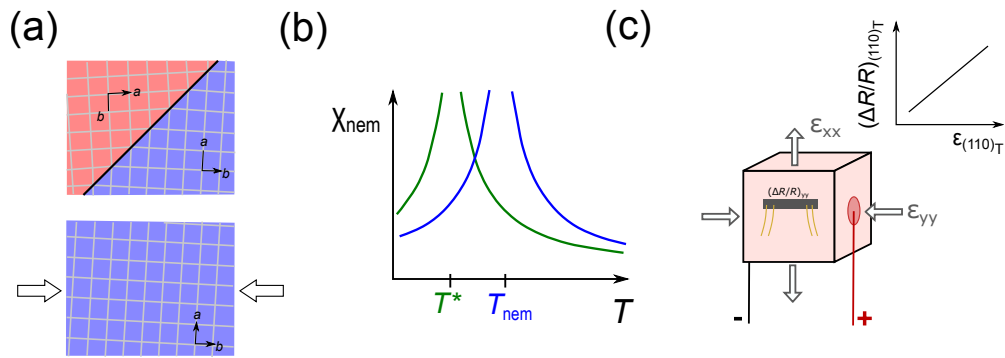 (a)
a
b
a
b
a
b
(b)
χnem
T*
Tnem
T
(c)
(ΔR/R)(110)T
ε(110)T
εxx
(ΔR/R)yy
εyy
-
+